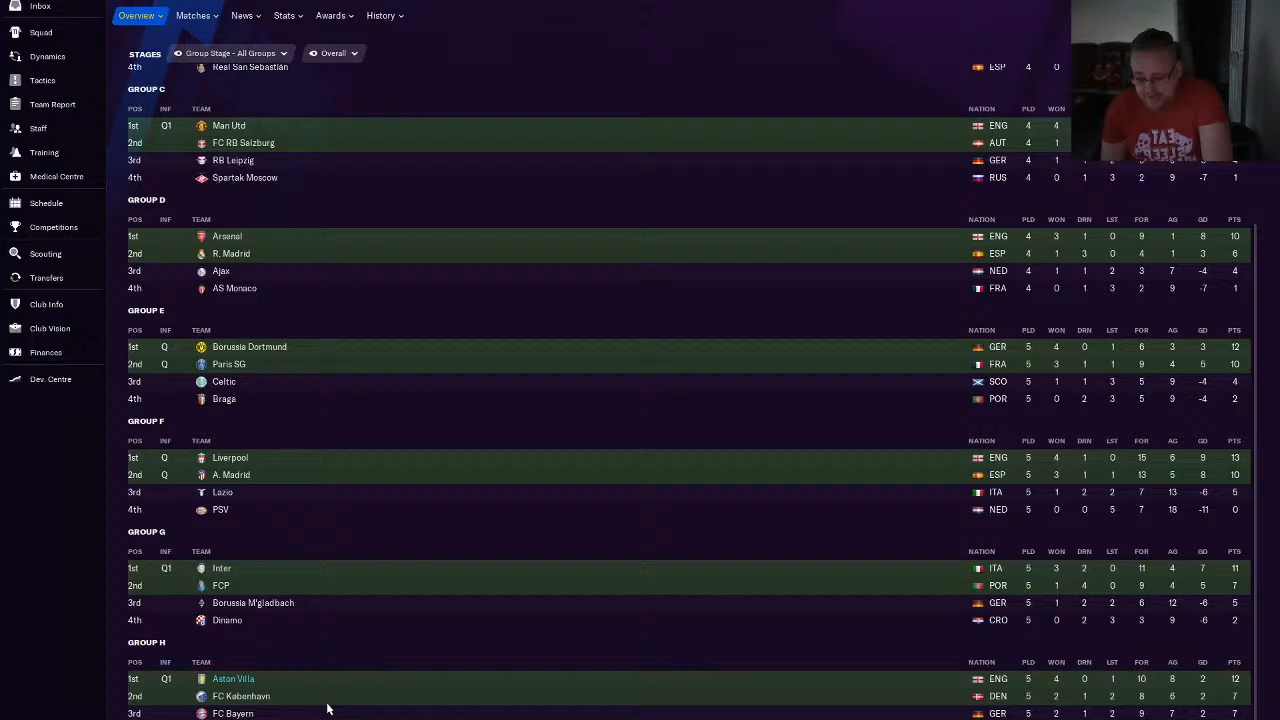 Inbox
Squad
Dynamics
Tactics
Team Report
Staff
Training
Medical Centre
Schedule
Competitions
Scouting
Transfers
Club Info
Club Vision
Finances
Dev. Centre
Overview Matches News Stats Awards History
STAGES Group Stage - All Groups Overall
4th Real San Sebastián ESP 4 0
GROUP C
POS INF TEAM NATION PLD WON
1st Q1 Man Utd ENG 4 4
2nd FC RB Salzburg AUT 4 1
3rd RB Leipzig GER 4 1
4th Spartak Moscow RUS 4 0 1 3 2 9 -7 1
GROUP D
POS INF TEAM NATION PLD WON DRN LST FOR AG GD PTS
1st Arsenal ENG 4 3 1 0 9 1 8 10
2nd R. Madrid ESP 4 1 3 0 4 1 3 6
3rd Ajax NED 4 1 1 2 3 7 -4 4
4th AS Monaco FRA 4 0 1 3 2 9 -7 1
GROUP E
POS INF TEAM NATION PLD WON DRN LST FOR AG GD PTS
1st Q Borussia Dortmund GER 5 4 0 1 6 3 3 12
2nd Q Paris SG FRA 5 3 1 1 9 4 5 10
3rd Celtic SCO 5 1 1 3 5 9 -4 4
4th Braga POR 5 0 2 3 5 9 -4 2
GROUP F
POS INF TEAM NATION PLD WON DRN LST FOR AG GD PTS
1st Q Liverpool ENG 5 4 1 0 15 6 9 13
2nd Q A. Madrid ESP 5 3 1 1 13 5 8 10
3rd Lazio ITA 5 1 2 2 7 13 -6 5
4th PSV NED 5 0 0 5 7 18 -11 0
GROUP G
POS INF TEAM NATION PLD WON DRN LST FOR AG GD PTS
1st Q1 Inter ITA 5 3 2 0 11 4 7 11
2nd FCP POR 5 1 4 0 9 4 5 7
3rd Borussia M'gladbach GER 5 1 2 2 6 12 -6 5
4th Dinamo CRO 5 0 2 3 3 9 -6 2
GROUP H
POS INF TEAM NATION PLD WON DRN LST FOR AG GD PTS
1st Q1 Aston Villa ENG 5 4 0 1 10 8 2 12
2nd FC København DEN 5 2 1 2 8 6 2 7
3rd FC Bayern GER 5 2 1 2 9 7 2 7
EAT
SLEEP